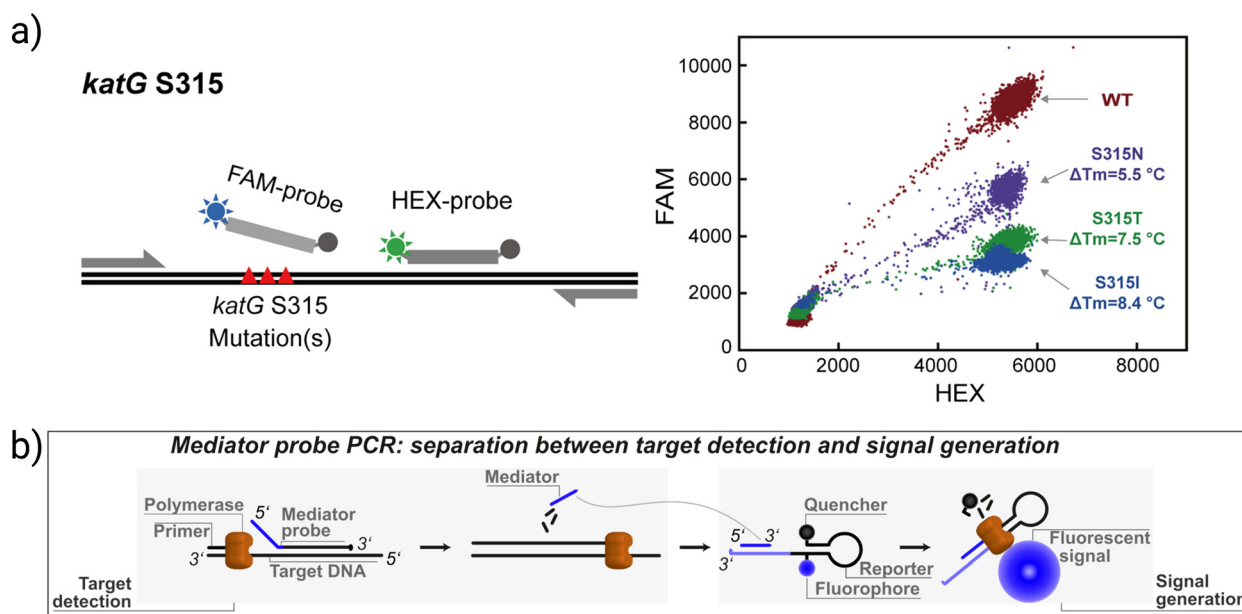 a)
katG S315
FAM-probe
HEX-probe
katG S315
Mutation(s)
FAM
10000
8000
6000
4000
2000
0
0
2000
4000
6000
8000
HEX
WT
S315N
ΔTm=5.5 °C
S315T
ΔTm=7.5 °C
S315I
ΔTm=8.4 °C
b)
Mediator probe PCR: separation between target detection and signal generation
Polymerase
Primer
3‘
5‘
Mediator
probe
3‘
5‘
Target DNA
Target
detection
Mediator
Quencher
5‘
3‘
3‘
Reporter
Fluorophore
Fluorescent
signal
Signal
generation